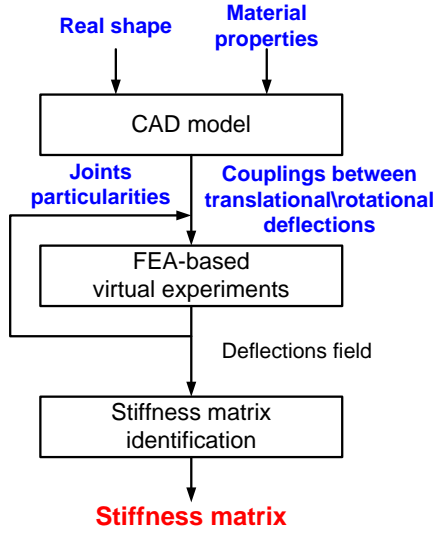 Real shape
Material
properties
CAD model
Joints
particularities
Couplings between
translational\rotational
deflections
FEA-based
virtual experiments
Deflections field
Stiffness matrix
identification
Stiffness matrix